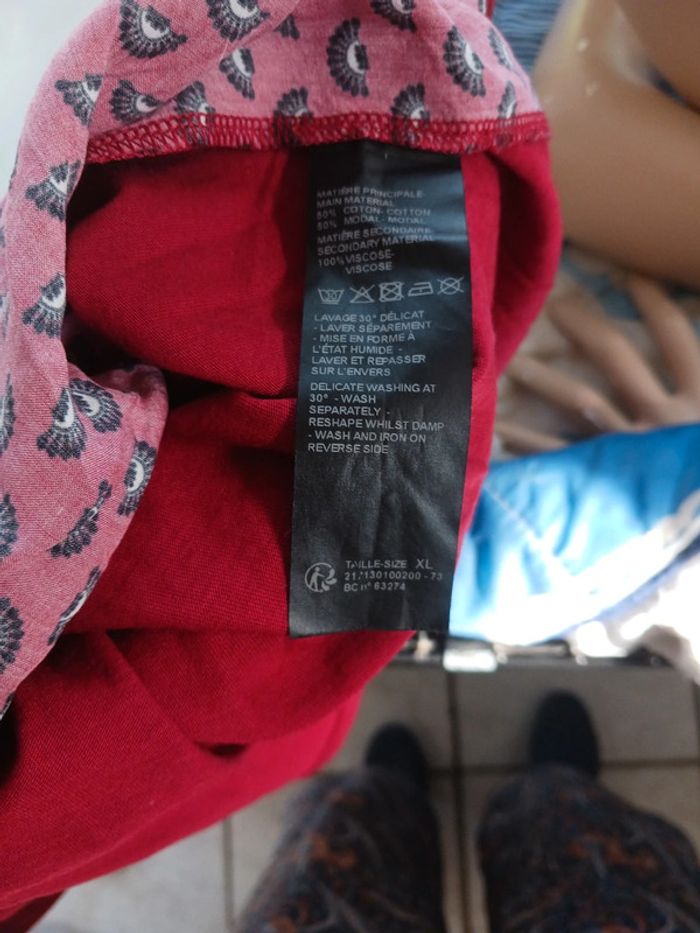 MATIÈRE PRINCIPALE-
MAIN MATERIAL
50% COTON- COTTON
50% MODAL- MODAL
MATIÈRE SECONDAIRE-
SECONDARY MATERIAL
100%VISCOSE-
VISCOSE
LAVAGE 30° DÉLICAT
- LAVER SÉPAREMENT
- MISE EN FORME À
L'ÉTAT HUMIDE -
LAVER ET REPASSER
SUR L'ENVERS
DELICATE WASHING AT
30° - WASH
SEPARATELY -
RESHAPE WHILST DAMP
- WASH AND IRON ON
REVERSE SIDE
TAILLE-SIZE XL
- 73
BC n° 63274